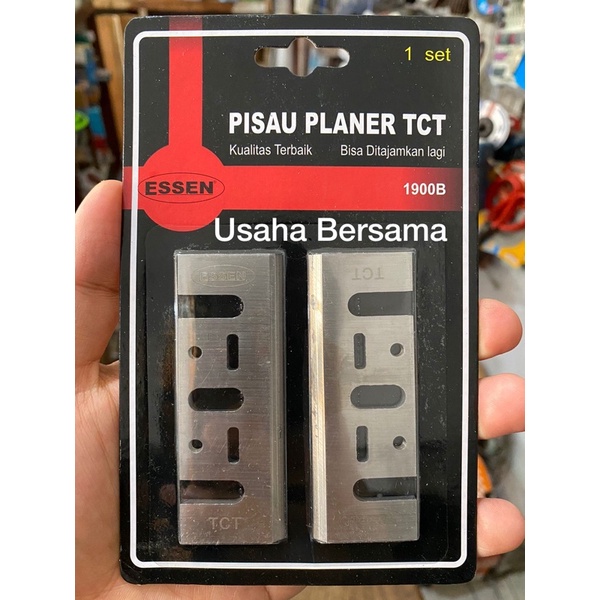 1 set
PISAU PLANER TCT
Kualitas Terbaik Bisa Ditajamkan lagi
ESSEN
1900B
Usaha Bersama
ESSEN
TCT
TCT